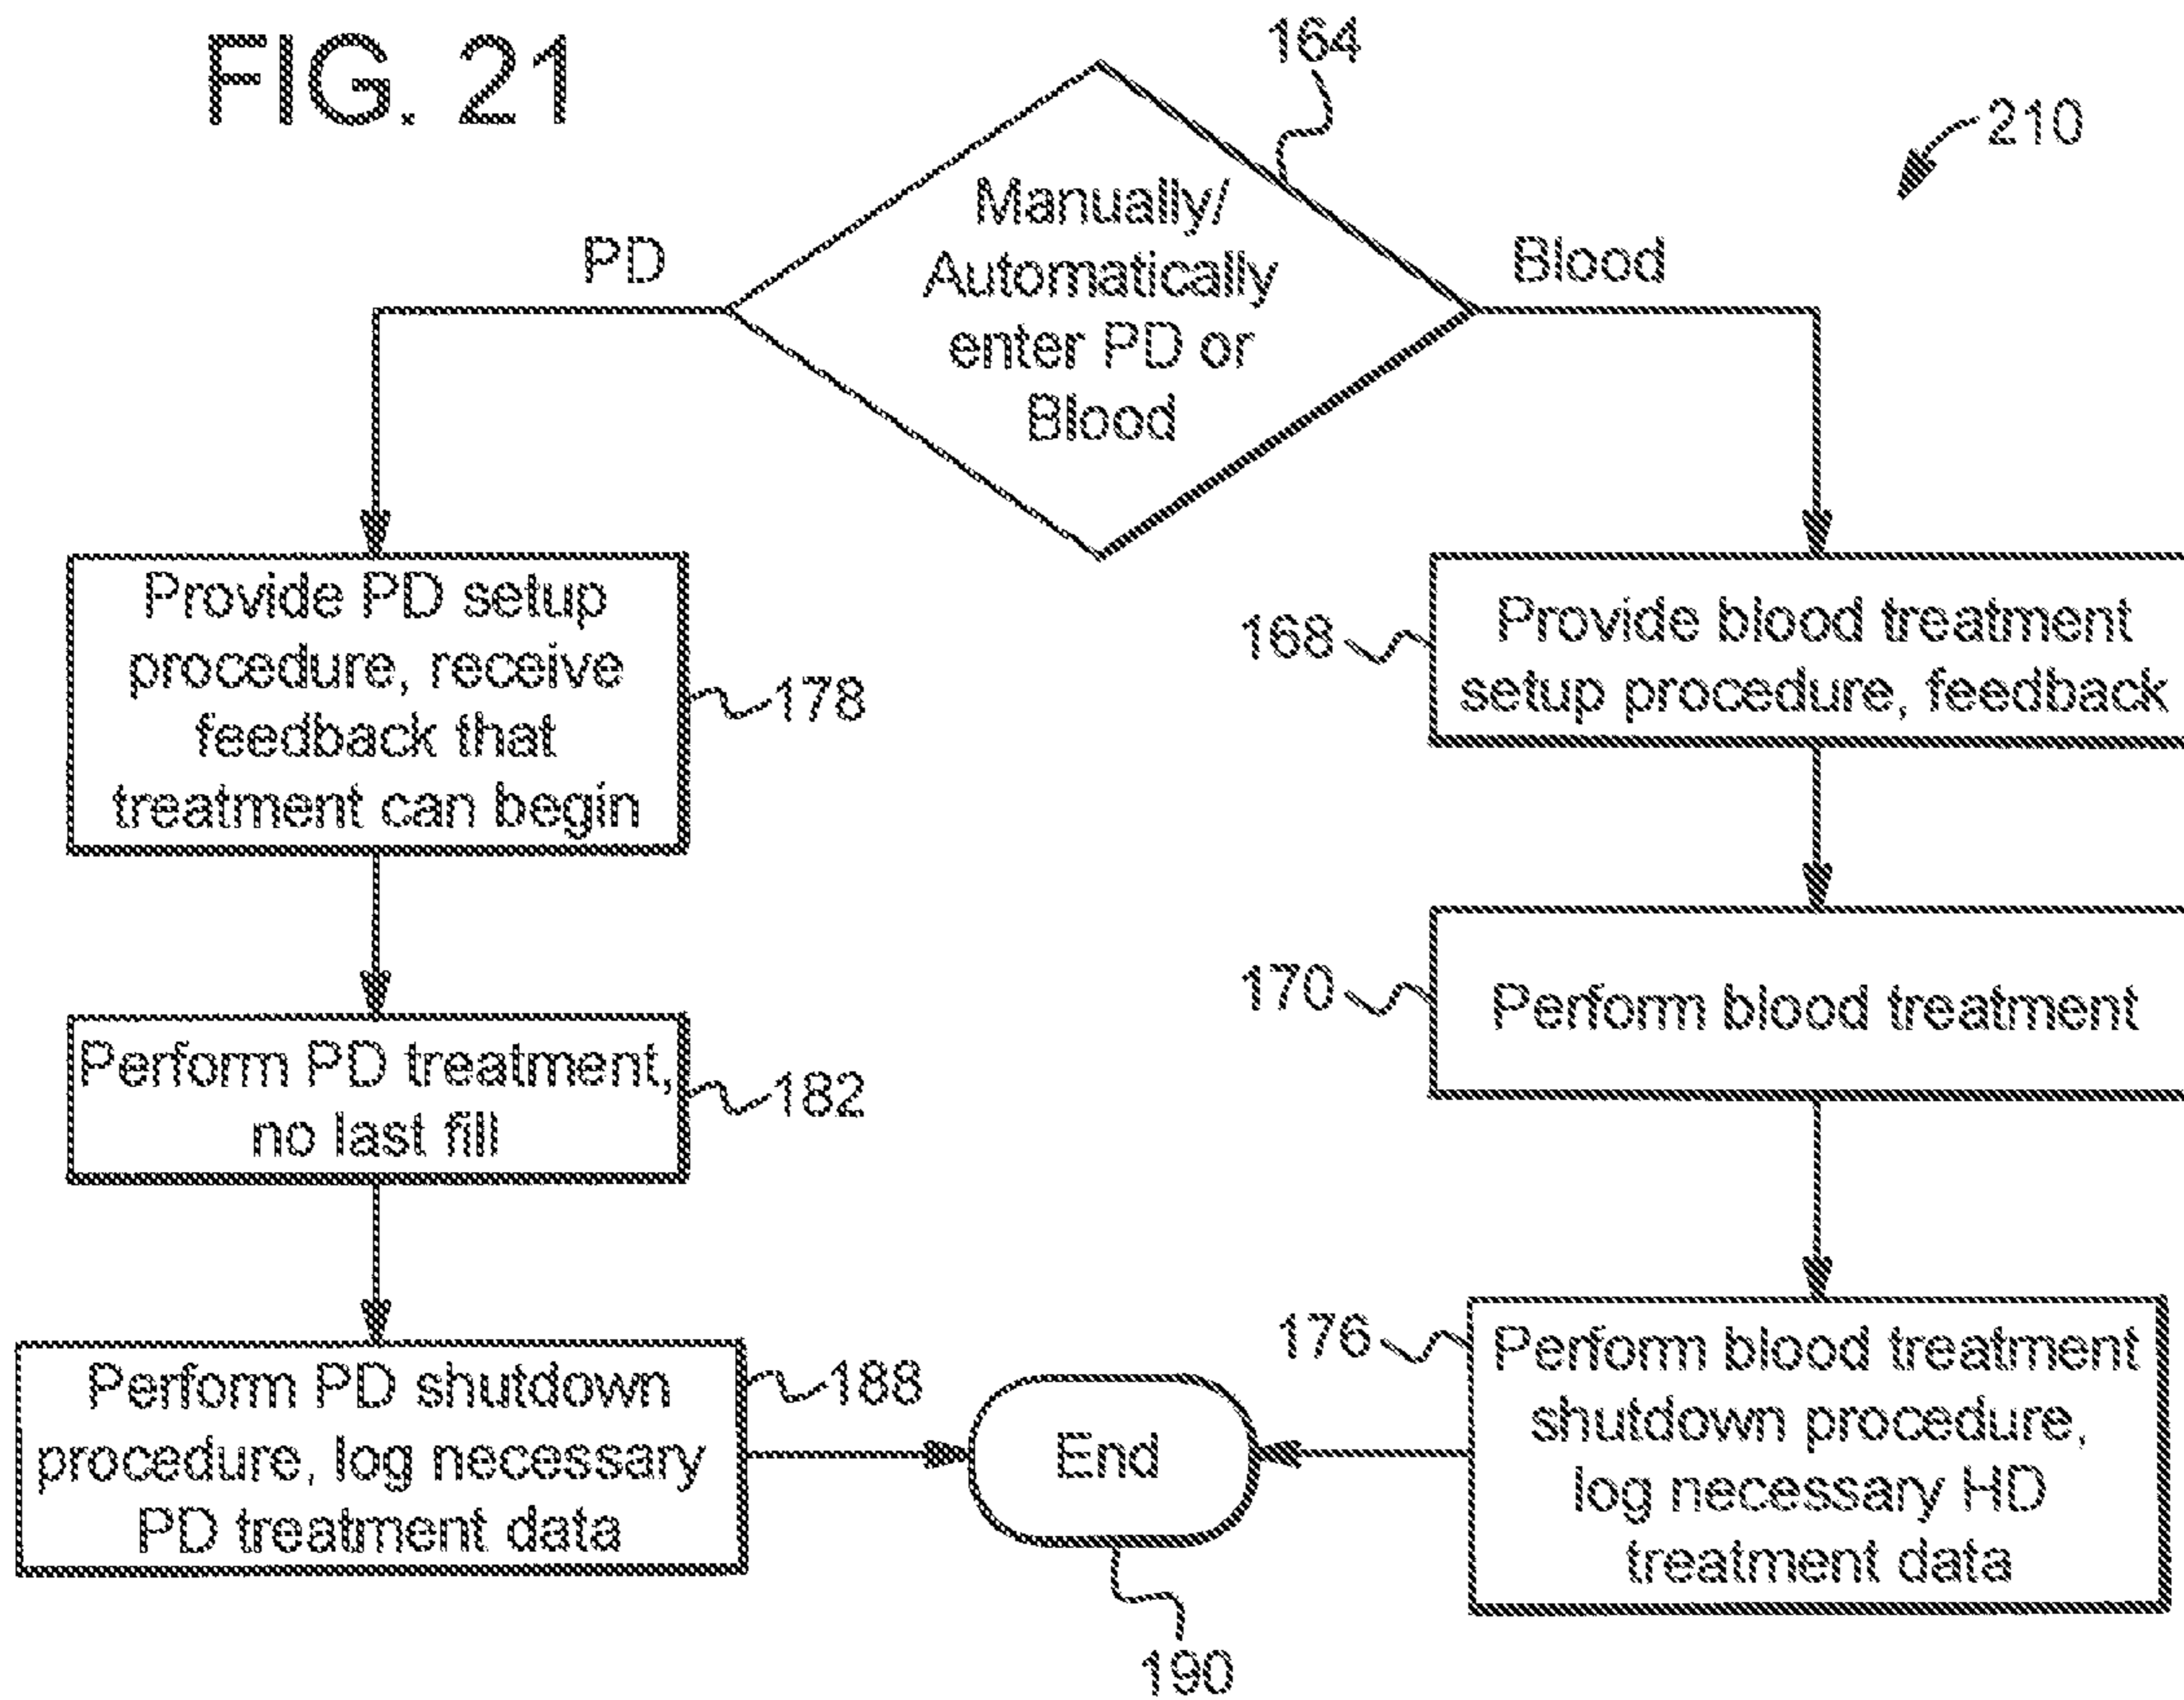 FIG. 21
164
210
Manually/
Automatically
enter PD or
Blood
PD
Blood
Provide PD setup
procedure, receive
feedback that
treatment can begin
178
168
Provide blood treatment
setup procedure, feedback
170
Perform blood treatment
Perform PD treatment,
no last fill
182
Perform PD shutdown
procedure, log necessary
PD treatment data
188
End
190
176
Perform blood treatment
shutdown procedure,
log necessary HD
treatment data